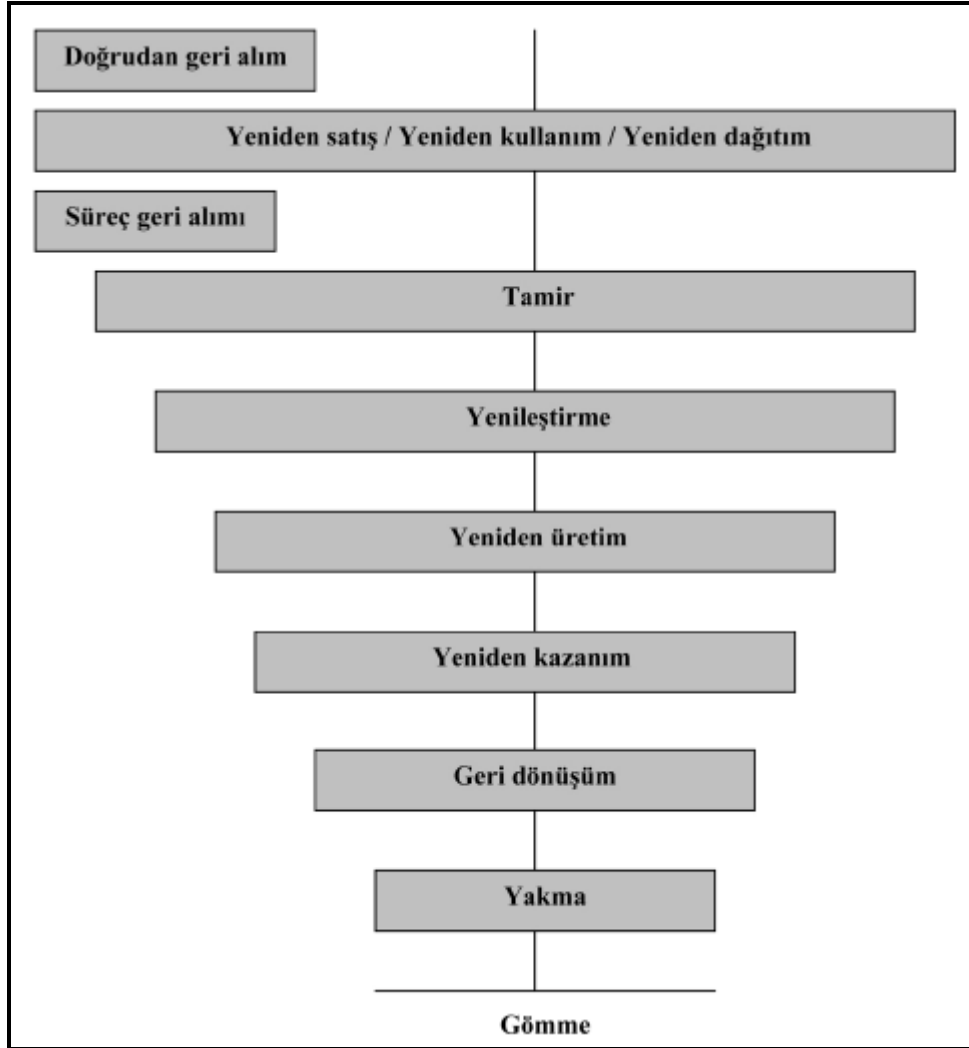 Doğrudan geri alım
Yeniden satış / Yeniden kullanım / Yeniden dağıtım
Süreç geri alımı
Tamir
Yenileştirme
Yeniden üretim
Yeniden kazanım
Geri dönüşüm
Yakma
Gömme